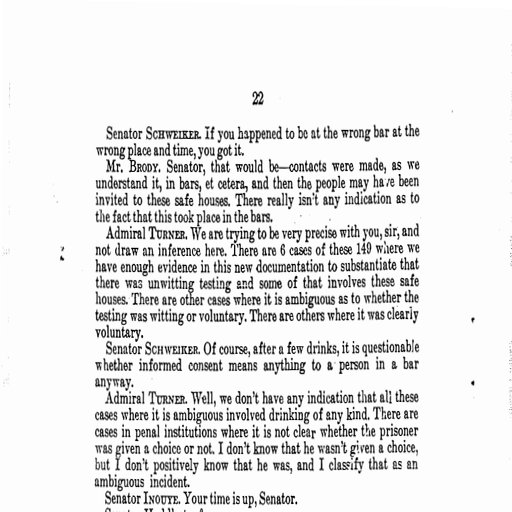 22
Senator SCHWEIKER. If you happened to be at the wrong bar at the
wrong place and time, you got it.
Mr. BRODY. Senator, that would be—contacts were made, as we
understand it, in bars, et cetera, and then the people may have been
invited to these safe houses. There really isn't any indication as to
the fact that this took place in the bars.
Admiral TURNER. We are trying to be very precise with you, sir, and
not draw an inference here. There are 6 cases of these 149 where we
have enough evidence in this new documentation to substantiate that
there was unwitting testing and some of that involves these safe
houses. There are other cases where it is ambiguous as to whether the
testing was witting or voluntary. There are others where it was clearly
voluntary.
Senator SCHWEIKER. Of course, after a few drinks, it is questionable
whether informed consent means anything to a person in a bar
anyway.
Admiral TURNER. Well, we don't have any indication that all these
cases where it is ambiguous involved drinking of any kind. There are
cases in penal institutions where it is not clear whether the prisoner
was given a choice or not. I don't know that he wasn't given a choice,
but I don't positively know that he was, and I classify that as an
ambiguous incident.
Senator INOUYE. Your time is up, Senator.